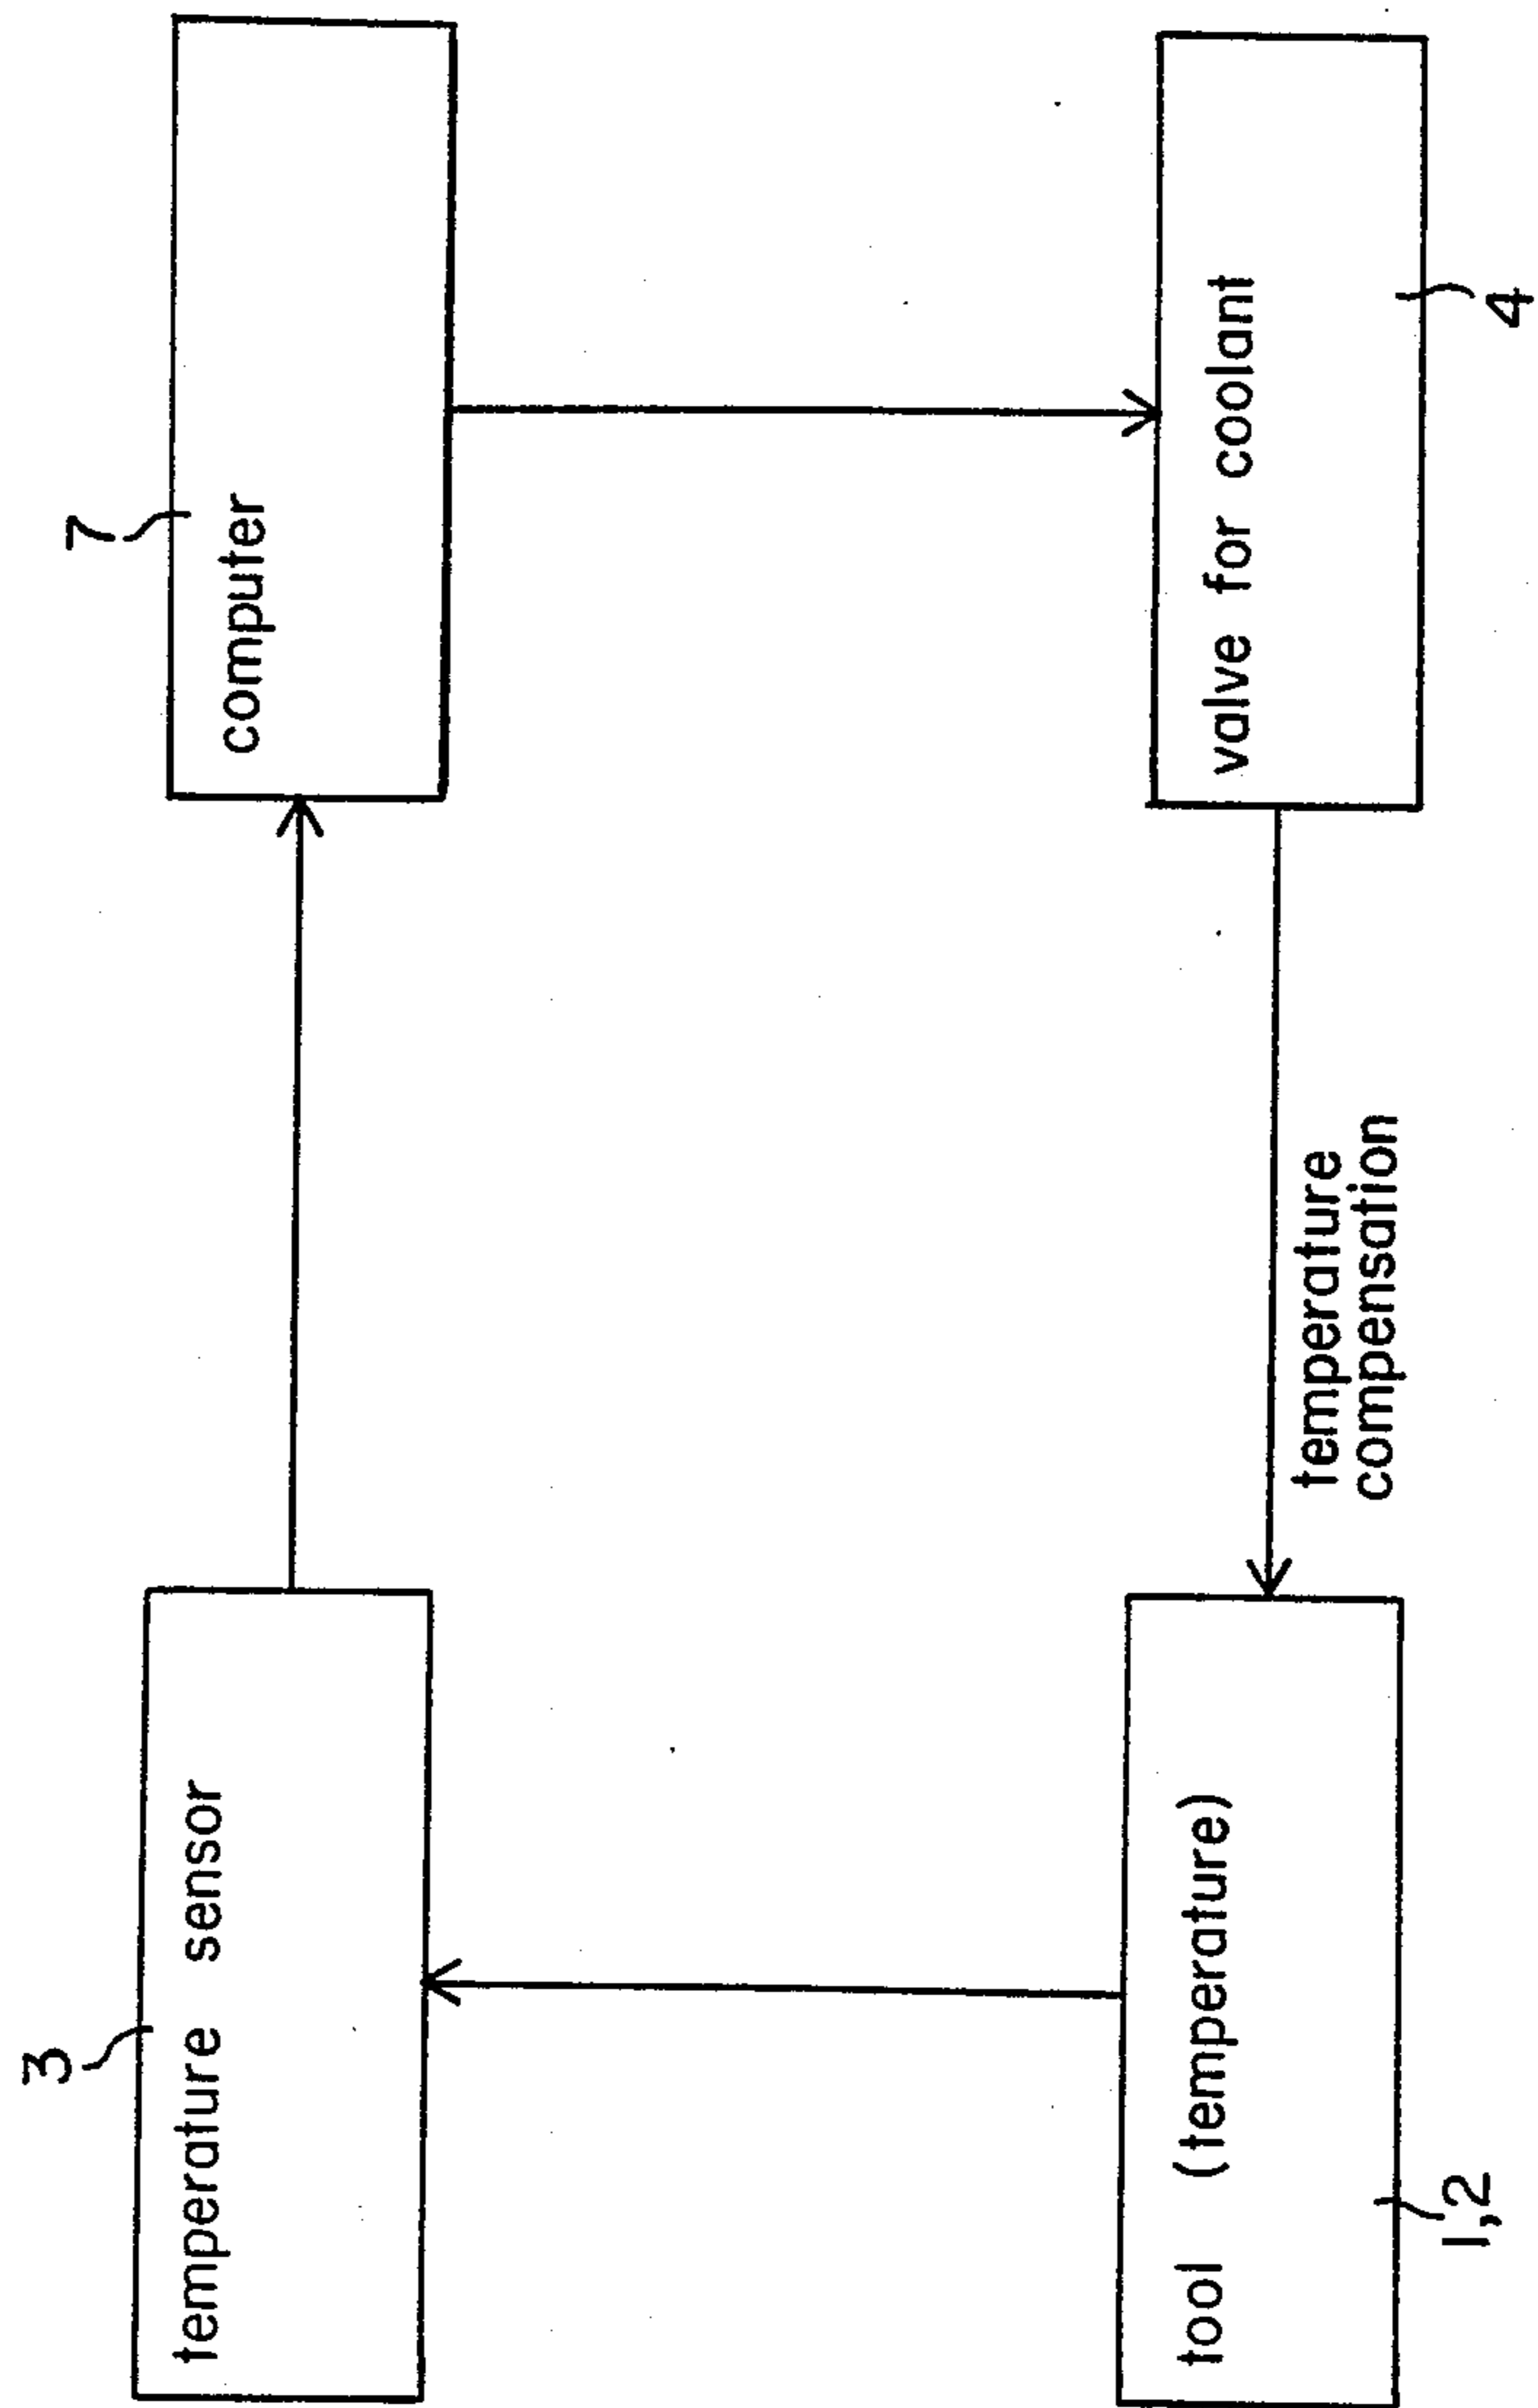 3
temperature sensor
7
computer
tool (temperature)
1,2
temperature
compensation
valve for coolant
4